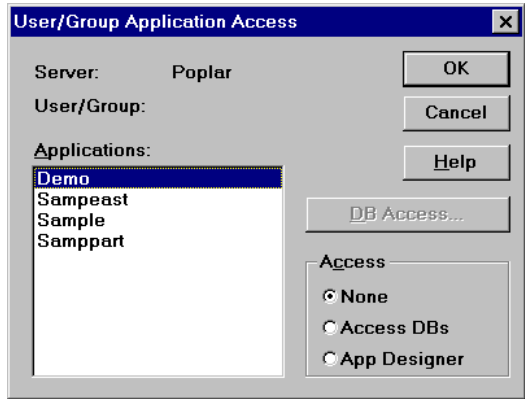 User/Group Application Access
Server: Poplar
User/Group:
Applications:
Demo
Sampeast
Sample
Samppart
OK
Cancel
Help
DB Access...
Access
None
Access DBs
App Designer